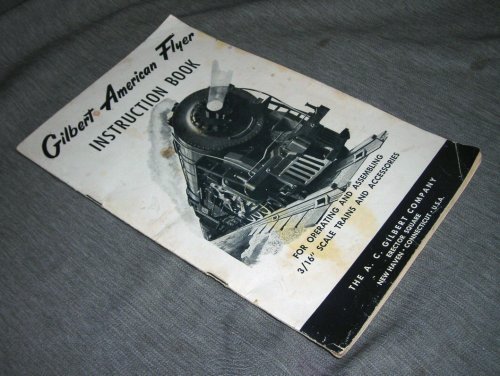 Gilbert American Flyer
INSTRUCTION BOOK
FOR OPERATING AND ASSEMBLING
3/16" SCALE TRAINS AND ACCESSORIES
THE A. C. GILBERT COMPANY
ERECTOR SQUARE
NEW HAVEN • CONNECTICUT, U.S.A.